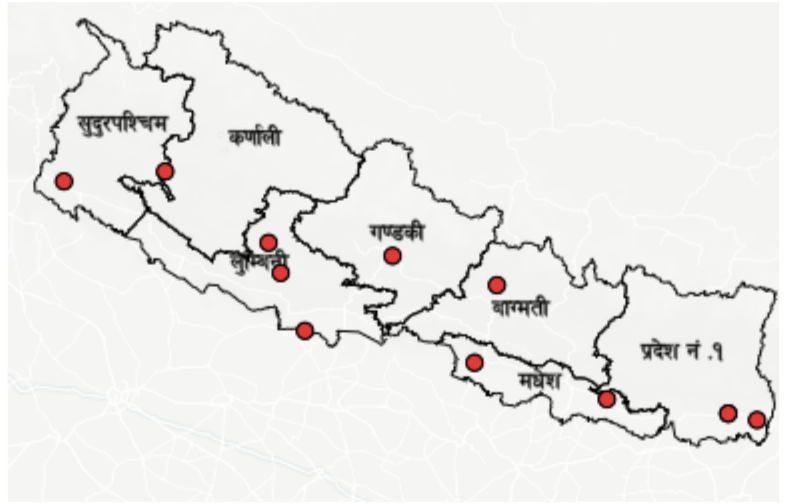 सुदुरपश्चिम
कर्णाली
गण्डकी
लुम्बिनी
बाग्मती
प्रदेश नं .१
मधेश